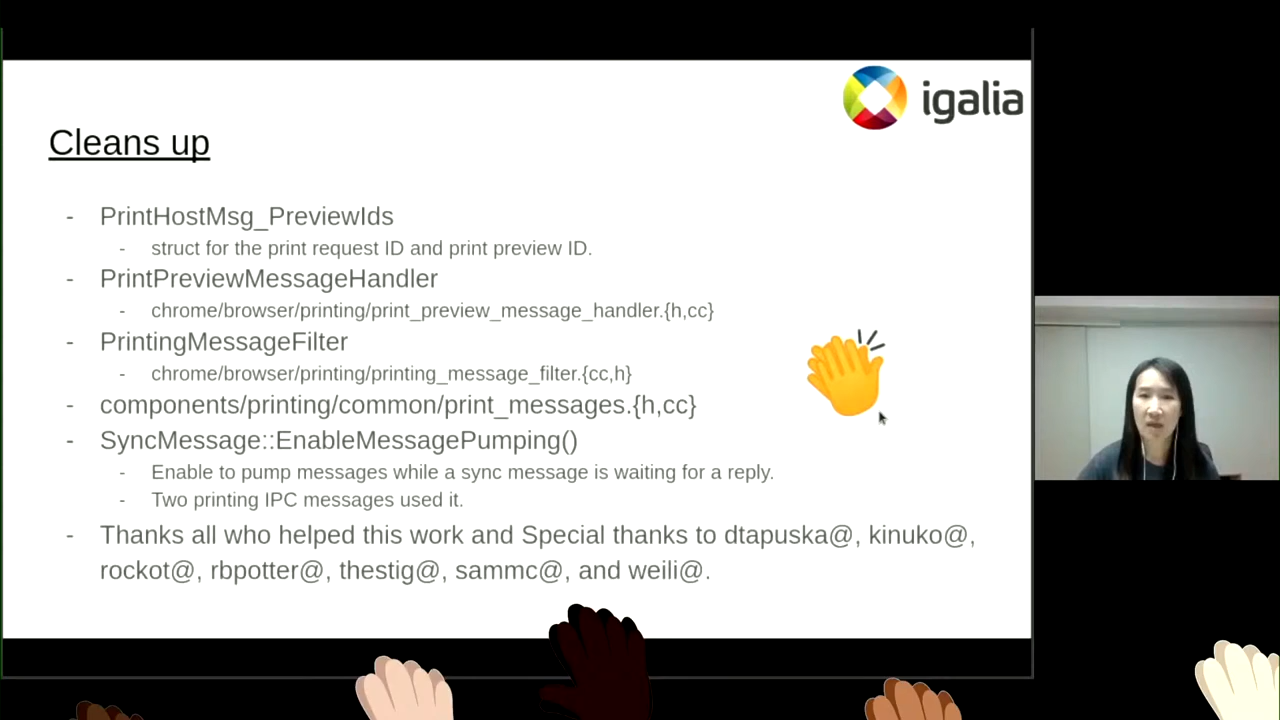 igalia
Cleans up
- PrintHostMsg_PreviewIds
- struct for the print request ID and print preview ID.
- PrintPreviewMessageHandler
- chrome/browser/printing/print_preview_message_handler.{h,cc}
- PrintingMessageFilter
- chrome/browser/printing/printing_message_filter.{cc,h}
- components/printing/common/print_messages.{h,cc}
- SyncMessage::EnableMessagePumping()
- Enable to pump messages while a sync message is waiting for a reply.
- Two printing IPC messages used it.
- Thanks all who helped this work and Special thanks to dtapuska@, kinuko@,
rockot@, rbpotter@, thestig@, sammc@, and weili@.